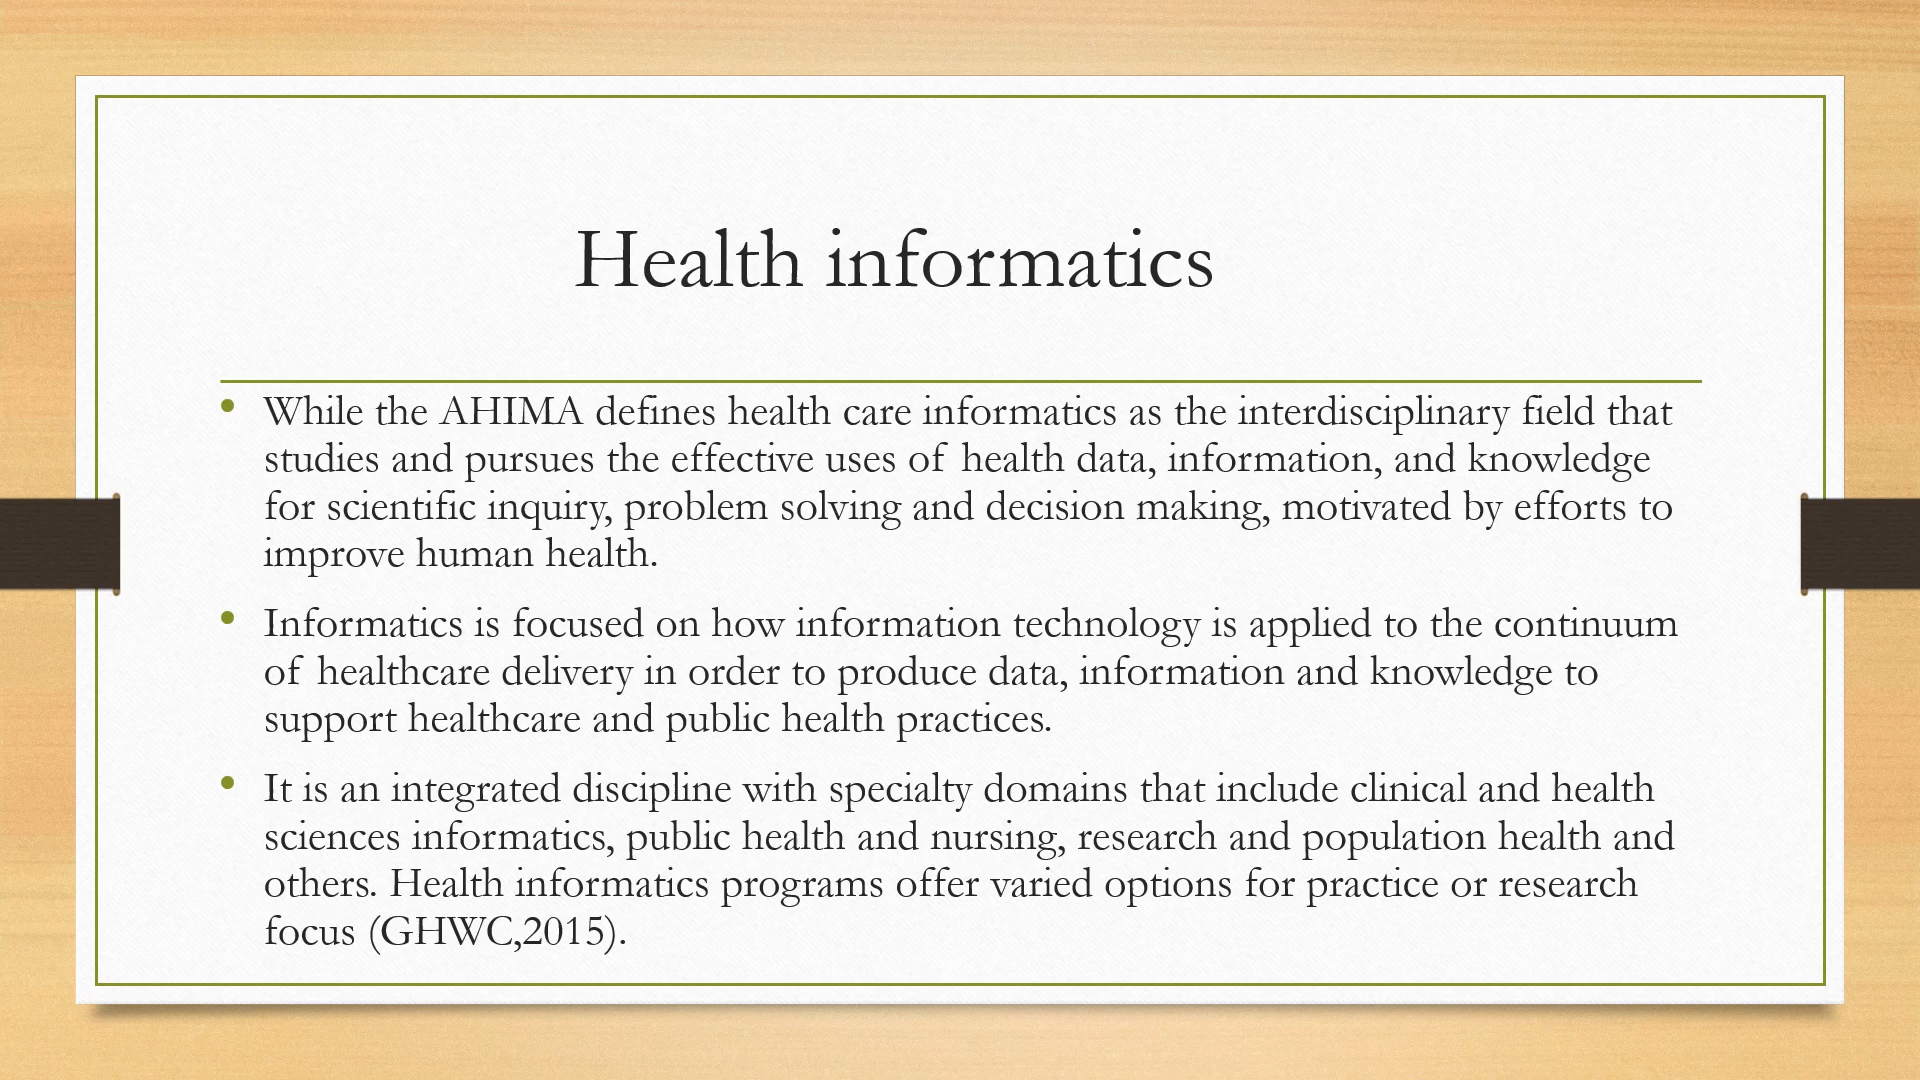 Health informatics
• While the AHIMA defines health care informatics as the interdisciplinary field that
studies and pursues the effective uses of health data, information, and knowledge
for scientific inquiry, problem solving and decision making, motivated by efforts to
improve human health.
• Informatics is focused on how information technology is applied to the continuum
of healthcare delivery in order to produce data, information and knowledge to
support healthcare and public health practices.
• It is an integrated discipline with specialty domains that include clinical and health
sciences informatics, public health and nursing, research and population health and
others. Health informatics programs offer varied options for practice or research
focus (GHWC,2015).